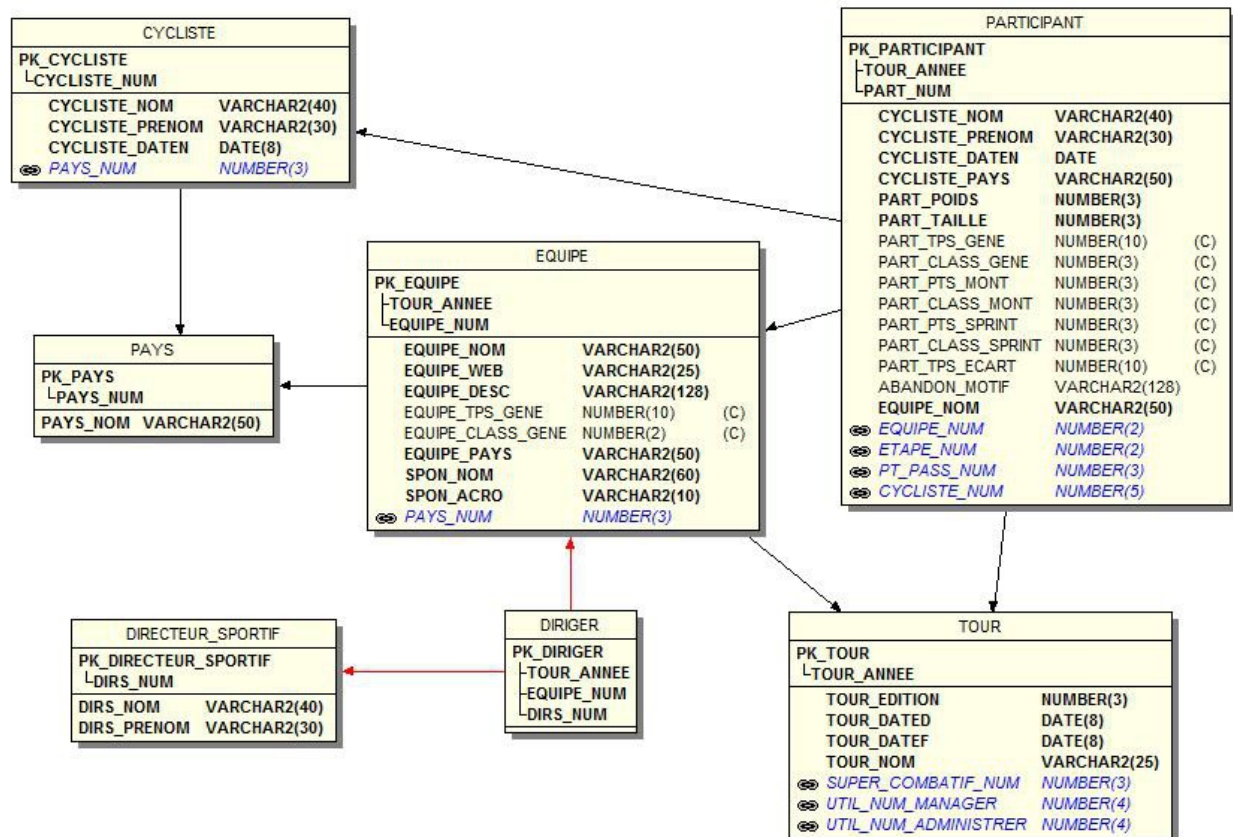 CYCLISTE
PK_CYCLISTE
CYCLISTE_NUM
CYCLISTE_NOM VARCHAR2(40)
CYCLISTE_PRENOM VARCHAR2(30)
CYCLISTE_DATEN DATE(8)
PAYS_NUM NUMBER(3)
PARTICIPANT
PK_PARTICIPANT
TOUR_ANNEE
PART_NUM
CYCLISTE_NOM VARCHAR2(40)
CYCLISTE_PRENOM VARCHAR2(30)
CYCLISTE_DATEN DATE
CYCLISTE_PAYS VARCHAR2(50)
PART_POIDS NUMBER(3)
PART_TAILLE NUMBER(3)
PART_TPS_GENE NUMBER(10) (C)
PART_CLASS_GENE NUMBER(3) (C)
PART_PTS_MONT NUMBER(3) (C)
PART_CLASS_MONT NUMBER(3) (C)
PART_PTS_SPRINT NUMBER(3) (C)
PART_CLASS_SPRINT NUMBER(3) (C)
PART_TPS_ECART NUMBER(10) (C)
ABANDON_MOTIF VARCHAR2(128)
EQUIPE_NOM VARCHAR2(50)
EQUIPE_NUM NUMBER(2)
ETAPE_NUM NUMBER(2)
PT_PASS_NUM NUMBER(3)
CYCLISTE_NUM NUMBER(5)
EQUIPE
PK_EQUIPE
TOUR_ANNEE
EQUIPE_NUM
EQUIPE_NOM VARCHAR2(50)
EQUIPE_WEB VARCHAR2(25)
EQUIPE_DESC VARCHAR2(128)
EQUIPE_TPS_GENE NUMBER(10) (C)
EQUIPE_CLASS_GENE NUMBER(2) (C)
EQUIPE_PAYS VARCHAR2(50)
SPON_NOM VARCHAR2(60)
SPON_ACRO VARCHAR2(10)
PAYS_NUM NUMBER(3)
PAYS
PK_PAYS
PAYS_NUM
PAYS_NOM VARCHAR2(50)
DIRECTEUR_SPORTIF
PK_DIRECTEUR_SPORTIF
DIRS_NUM
DIRS_NOM VARCHAR2(40)
DIRS_PRENOM VARCHAR2(30)
DIRIGER
PK_DIRIGER
TOUR_ANNEE
EQUIPE_NUM
DIRS_NUM
TOUR
PK_TOUR
TOUR_ANNEE
TOUR_EDITION NUMBER(3)
TOUR_DATED DATE(8)
TOUR_DATEF DATE(8)
TOUR_NOM VARCHAR2(25)
SUPER_COMBATIF_NUM NUMBER(3)
UTIL_NUM_MANAGER NUMBER(4)
UTIL_NUM_ADMINISTRER NUMBER(4)